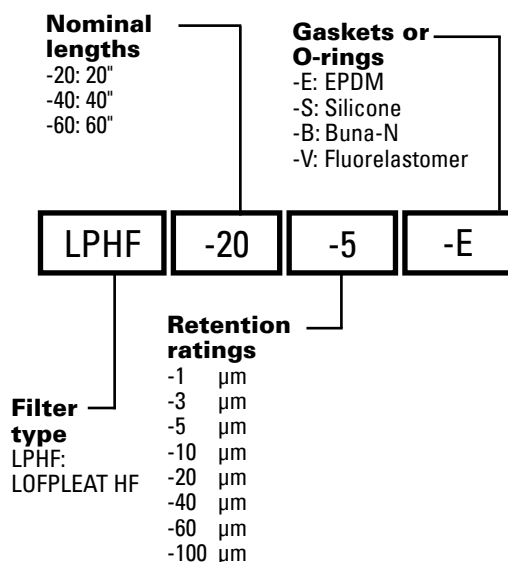 Nominal
lengths
-20: 20"
-40: 40"
-60: 60"
Gaskets or
O-rings
-E: EPDM
-S: Silicone
-B: Buna-N
-V: Fluorelastomer
LPHF
-20
-5
-E
Retention
ratings
-1 µm
-3 µm
-5 µm
-10 µm
-20 µm
-40 µm
-60 µm
-100 µm
Filter
type
LPHF:
LOFPLEAT HF